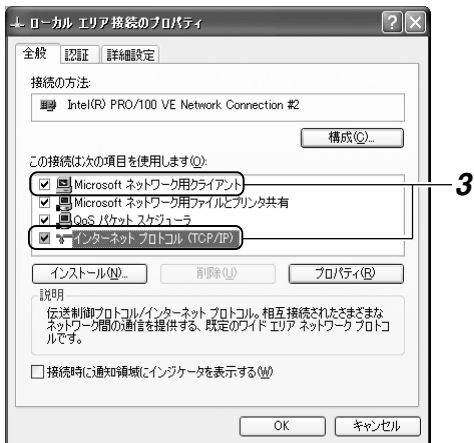 ローカル エリア接続のプロパティ
全般 認証 詳細設定
接続の方法:
Intel(R) PRO/100 VE Network Connection #2
構成(C)...
この接続は次の項目を使用します(O):
Microsoft ネットワーク用クライアント
Microsoft ネットワーク用ファイルとプリンタ共有
QoS パケット スケジューラ
インターネット プロトコル (TCP/IP)
3
インストール(N)... 削除(U) プロパティ(R)
説明
伝送制御プロトコル/インターネット プロトコル。相互接続されたさまざまな
ネットワーク間の通信を提供する、既定のワイド エリア ネットワーク プロトコ
ルです。
接続時に通知領域にインジケータを表示する(W)
OK キャンセル